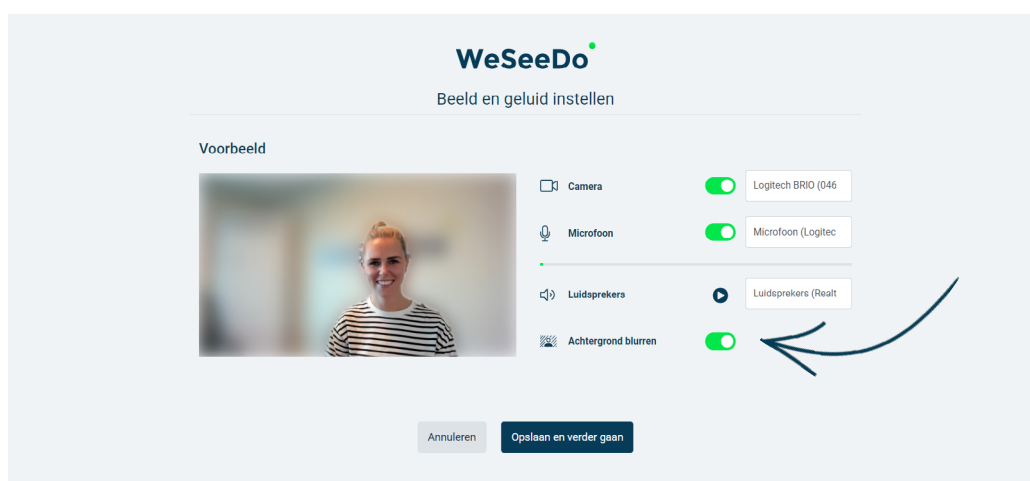 WeSeeDo
Beeld en geluid instellen
Voorbeeld
Camera
Logitech BRIO (046
Microfoon
Microfoon (Logitec
Luidsprekers
Luidsprekers (Realt
Achtergrond blurren
Annuleren
Opslaan en verder gaan